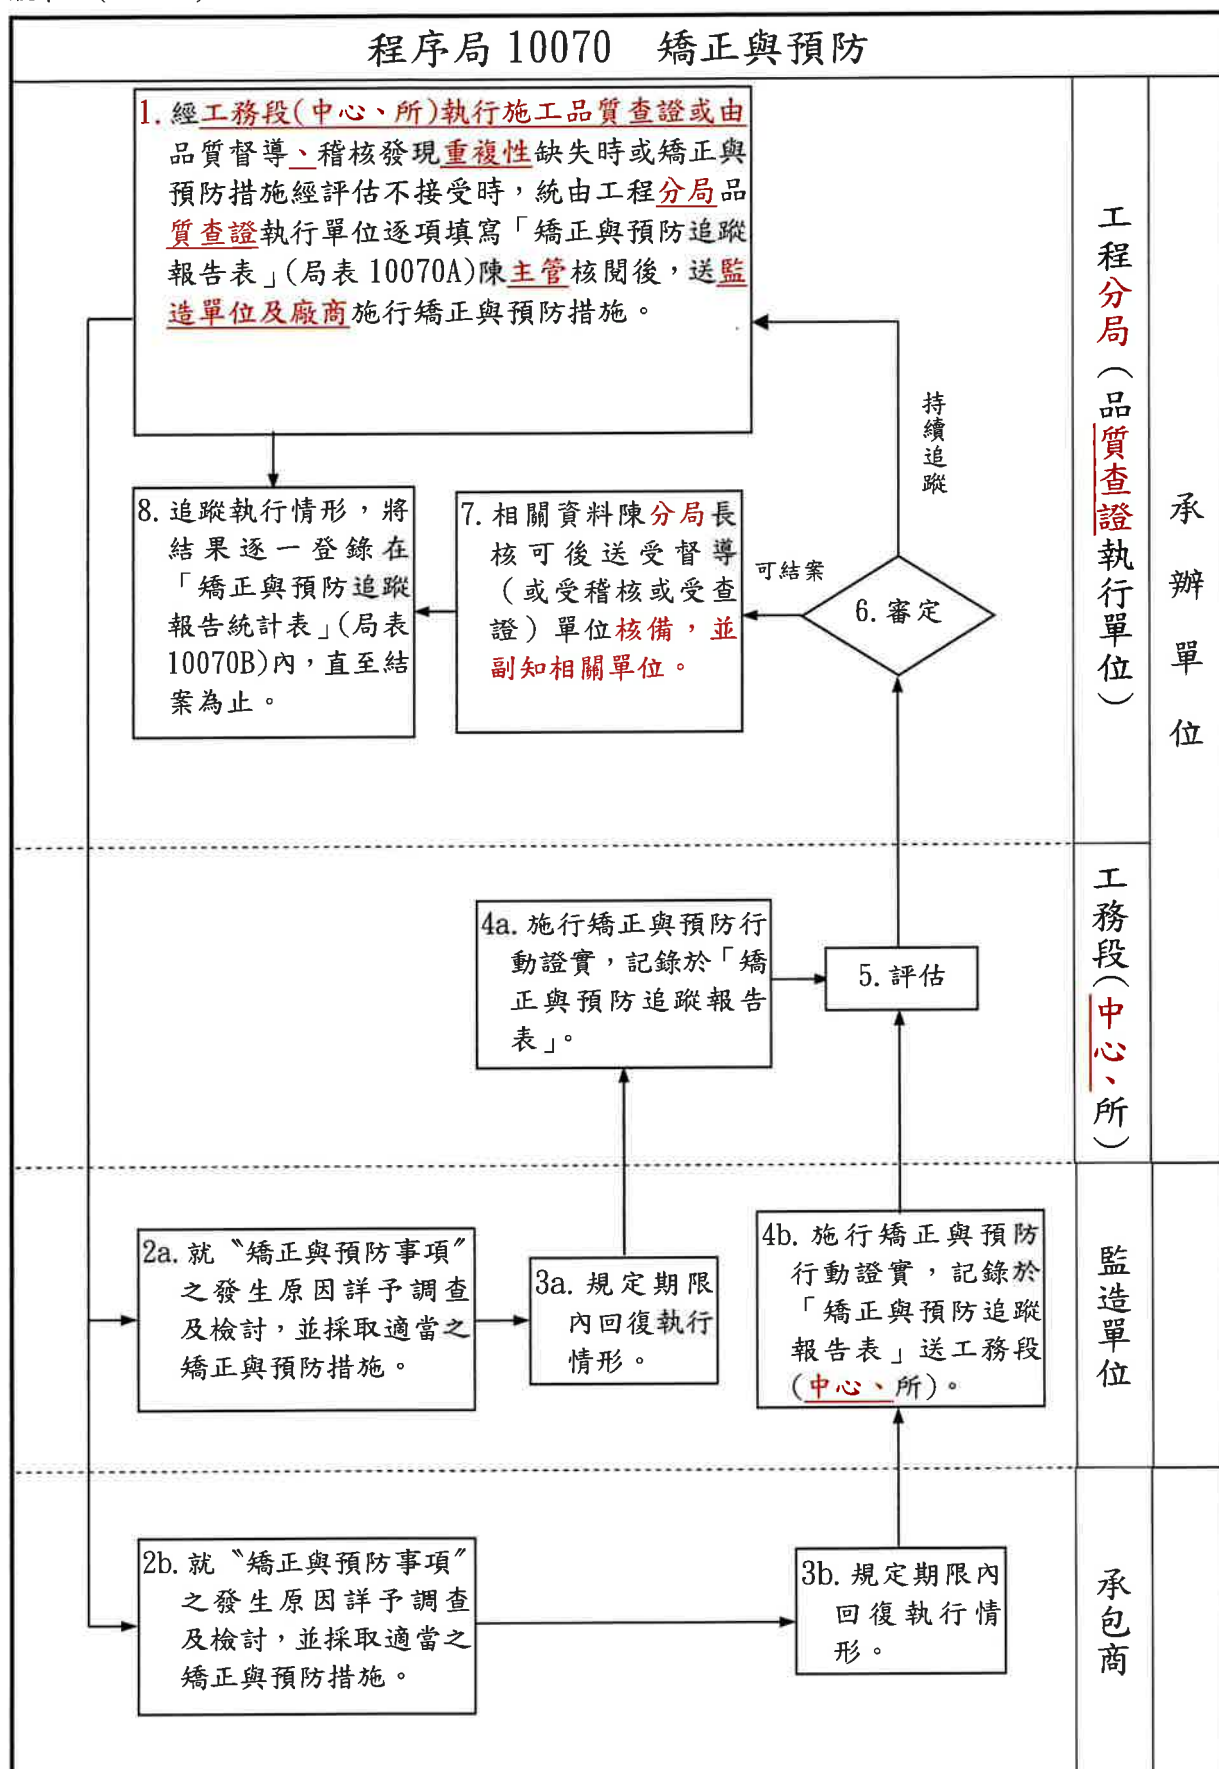 程序局 10070　矯正與預防
1. 經工務段(中心、所)執行施工品質查證或由
品質督導、稽核發現重複性缺失時或矯正與
預防措施經評估不接受時，統由工程分局品
質查證執行單位逐項填寫「矯正與預防追蹤
報告表」(局表 10070A)陳主管核閱後，送監
造單位及廠商施行矯正與預防措施。
持續追蹤
8. 追蹤執行情形，將
結果逐一登錄在
「矯正與預防追蹤
報告統計表」(局表
10070B)內，直至結
案為止。
7. 相關資料陳分局長
核可後送受督導
（或受稽核或受查
證）單位核備，並
副知相關單位。
可結案
6. 審定
工程分局（品質查證執行單位）
承辦單位
4a. 施行矯正與預防行
動證實，記錄於「矯
正與預防追蹤報告
表」。
5. 評估
工務段(中心、所)
2a. 就〝矯正與預防事項〞
之發生原因詳予調查
及檢討，並採取適當之
矯正與預防措施。
3a. 規定期限
內回復執行
情形。
4b. 施行矯正與預防
行動證實，記錄於
「矯正與預防追蹤
報告表」送工務段
(中心、所)。
監造單位
2b. 就〝矯正與預防事項〞
之發生原因詳予調查
及檢討，並採取適當之
矯正與預防措施。
3b. 規定期限內
回復執行情
形。
承包商